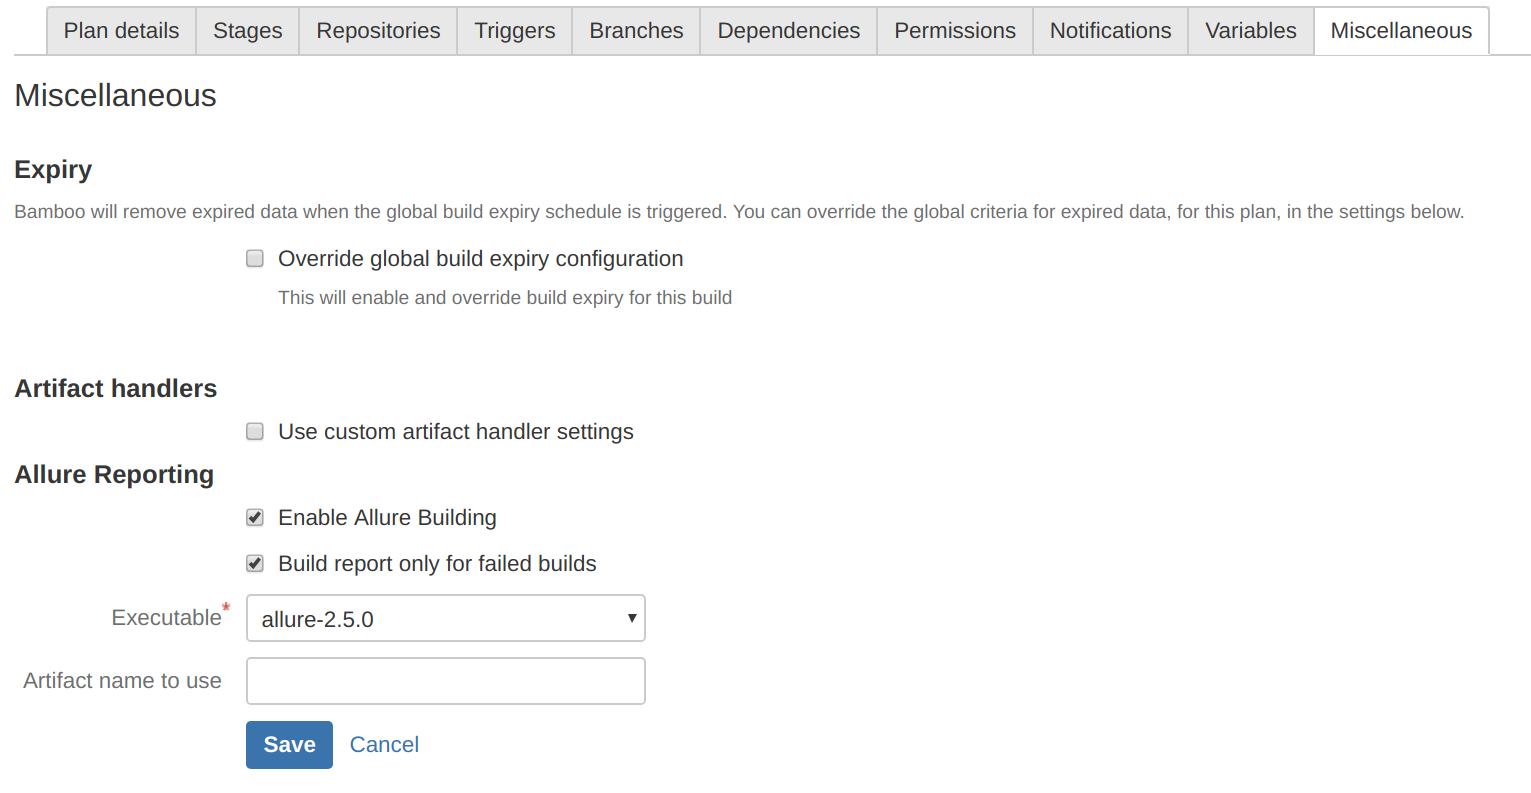 Plan details Stages Repositories Triggers Branches Dependencies Permissions Notifications Variables Miscellaneous
Miscellaneous
Expiry
Bamboo will remove expired data when the global build expiry schedule is triggered. You can override the global criteria for expired data, for this plan, in the settings below.
Override global build expiry configuration
This will enable and override build expiry for this build
Artifact handlers
Use custom artifact handler settings
Allure Reporting
Enable Allure Building
Build report only for failed builds
Executable* allure-2.5.0
Artifact name to use
Save Cancel